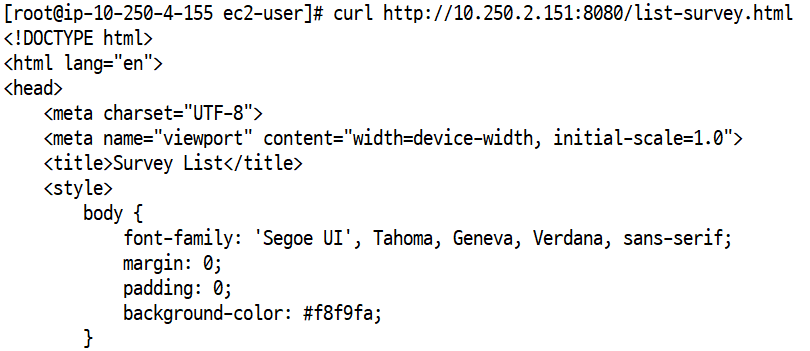 [root@ip-10-250-4-155 ec2-user]# curl http://10.250.2.151:8080/list-survey.html
<!DOCTYPE html>
<html lang="en">
<head>
    <meta charset="UTF-8">
    <meta name="viewport" content="width=device-width, initial-scale=1.0">
    <title>Survey List</title>
    <style>
        body {
            font-family: 'Segoe UI', Tahoma, Geneva, Verdana, sans-serif;
            margin: 0;
            padding: 0;
            background-color: #f8f9fa;
        }